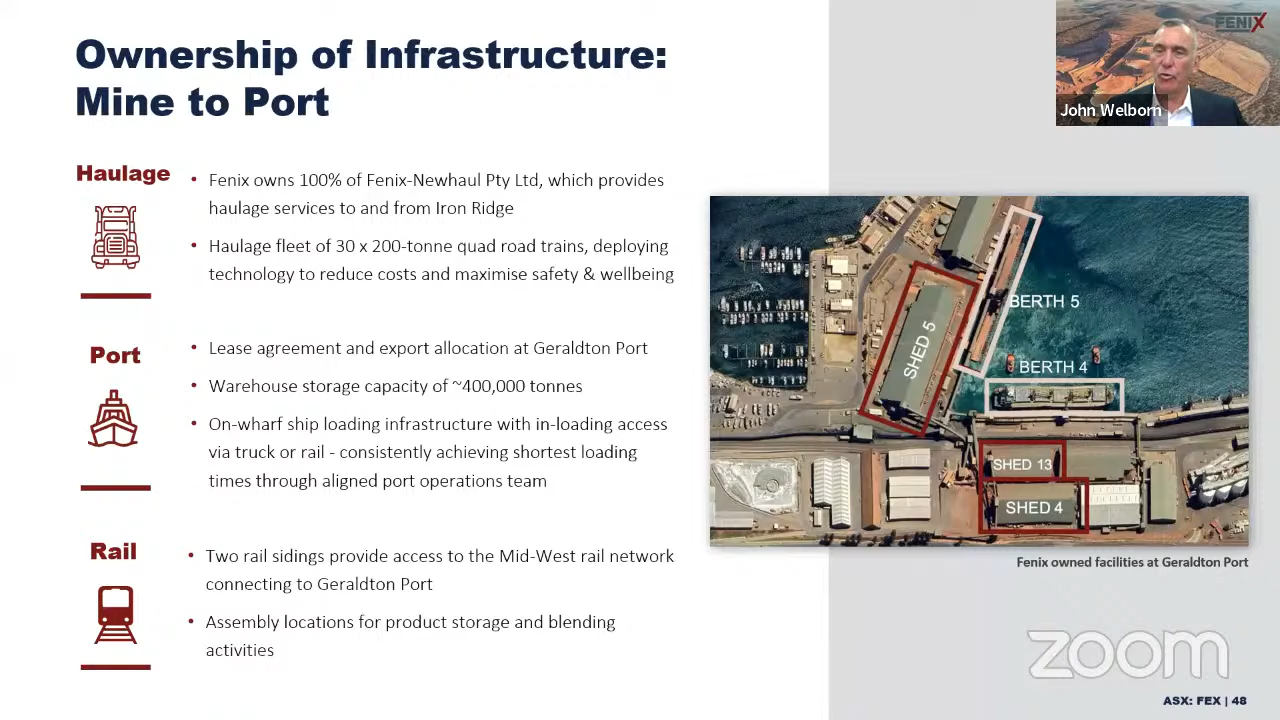 Ownership of Infrastructure:
Mine to Port
FENIX
John Welborn
Haulage
• Fenix owns 100% of Fenix-Newhaul Pty Ltd, which provides
haulage services to and from Iron Ridge
• Haulage fleet of 30 x 200-tonne quad road trains, deploying
technology to reduce costs and maximise safety & wellbeing
Port
• Lease agreement and export allocation at Geraldton Port
• Warehouse storage capacity of ~400,000 tonnes
• On-wharf ship loading infrastructure with in-loading access
via truck or rail - consistently achieving shortest loading
times through aligned port operations team
Rail
• Two rail sidings provide access to the Mid-West rail network
connecting to Geraldton Port
• Assembly locations for product storage and blending
activities
BERTH 5
SHED 5
BERTH 4
SHED 13
SHED 4
Fenix owned facilities at Geraldton Port
zoom
ASX: FEX | 48